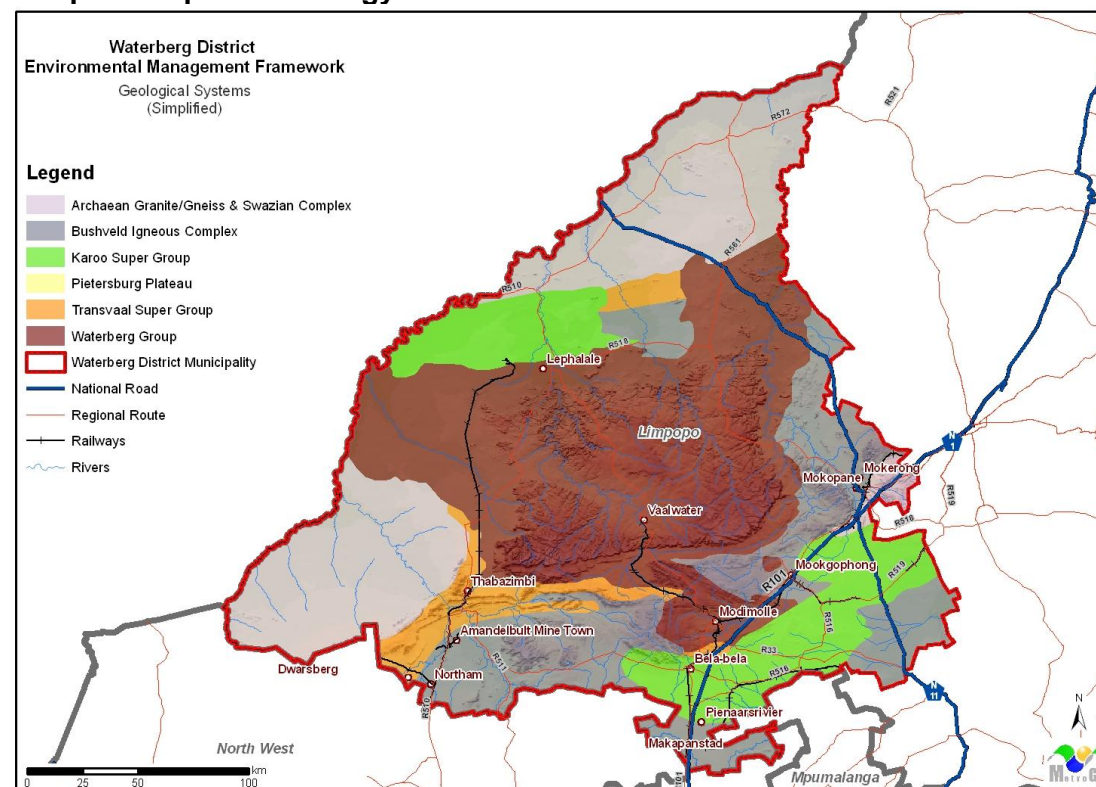 Waterberg District
Environmental Management Framework
Geological Systems
(Simplified)
Legend
Archaean Granite/Gneiss & Swazian Complex
Bushveld Igneous Complex
Karoo Super Group
Pietersburg Plateau
Transvaal Super Group
Waterberg Group
Waterberg District Municipality
National Road
Regional Route
Railways
Rivers
R521
R572
R561
R510
R518
Lephalale
Limpopo
N
1
Mokerong
Mokopane
R519
R518
Vaalwater
Mookgophong
R101
R519
Thabazimbi
Modimolle
R516
Amandelbult Mine Town
R33
R511
Bela-bela
R516
Dwarsberg
Northam
R510
N
11
Pienaarsrivier
N
North West
Makapanstad
km
0
25
50
100
Mpumalanga